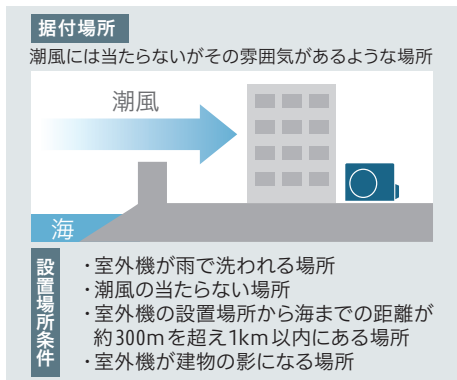 据付場所
潮風には当たらないがその雰囲気があるような場所
潮風
海
設置場所条件
・室外機が雨で洗われる場所
・潮風の当たらない場所
・室外機の設置場所から海までの距離が
約300mを超え1km以内にある場所
・室外機が建物の影になる場所